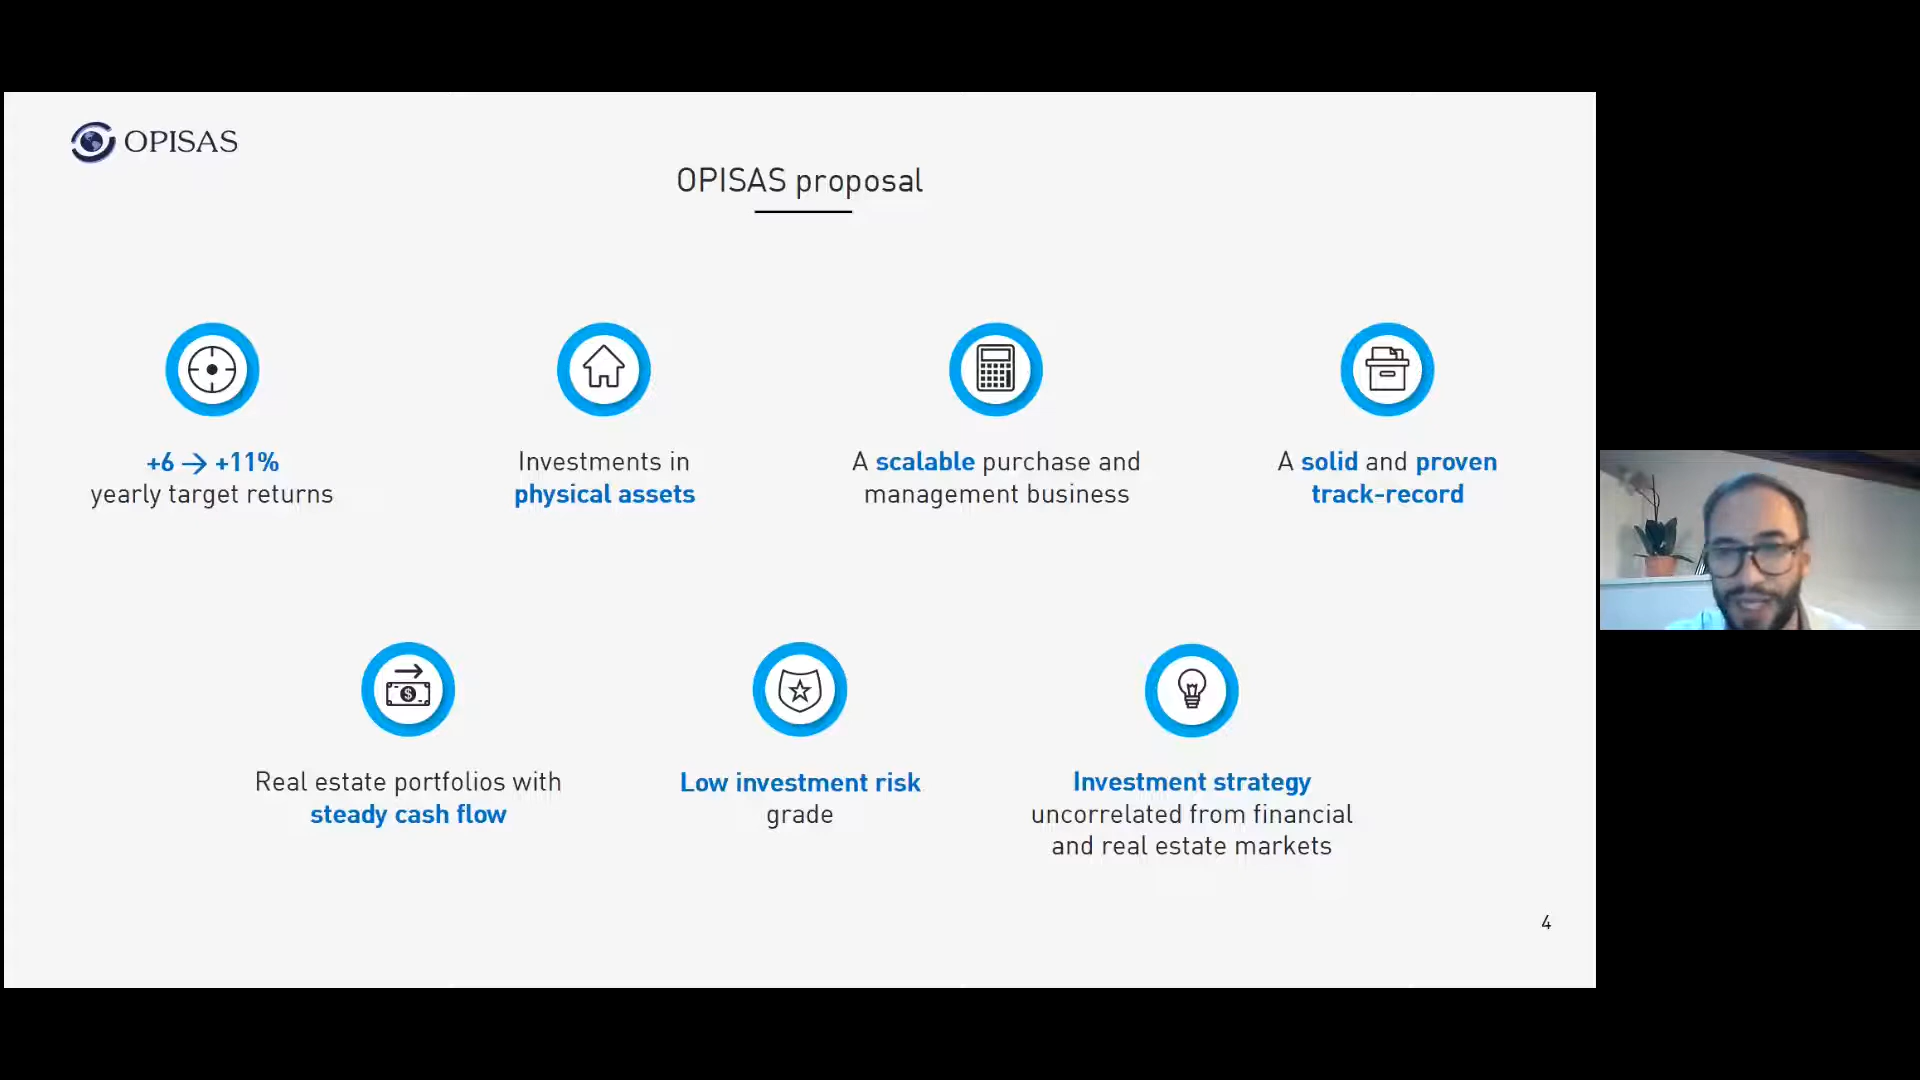 OPISAS
OPISAS proposal
+6 → +11%
yearly target returns
Investments in
physical assets
A scalable purchase and
management business
A solid and proven
track-record
Real estate portfolios with
steady cash flow
Low investment risk
grade
Investment strategy
uncorrelated from financial
and real estate markets
4